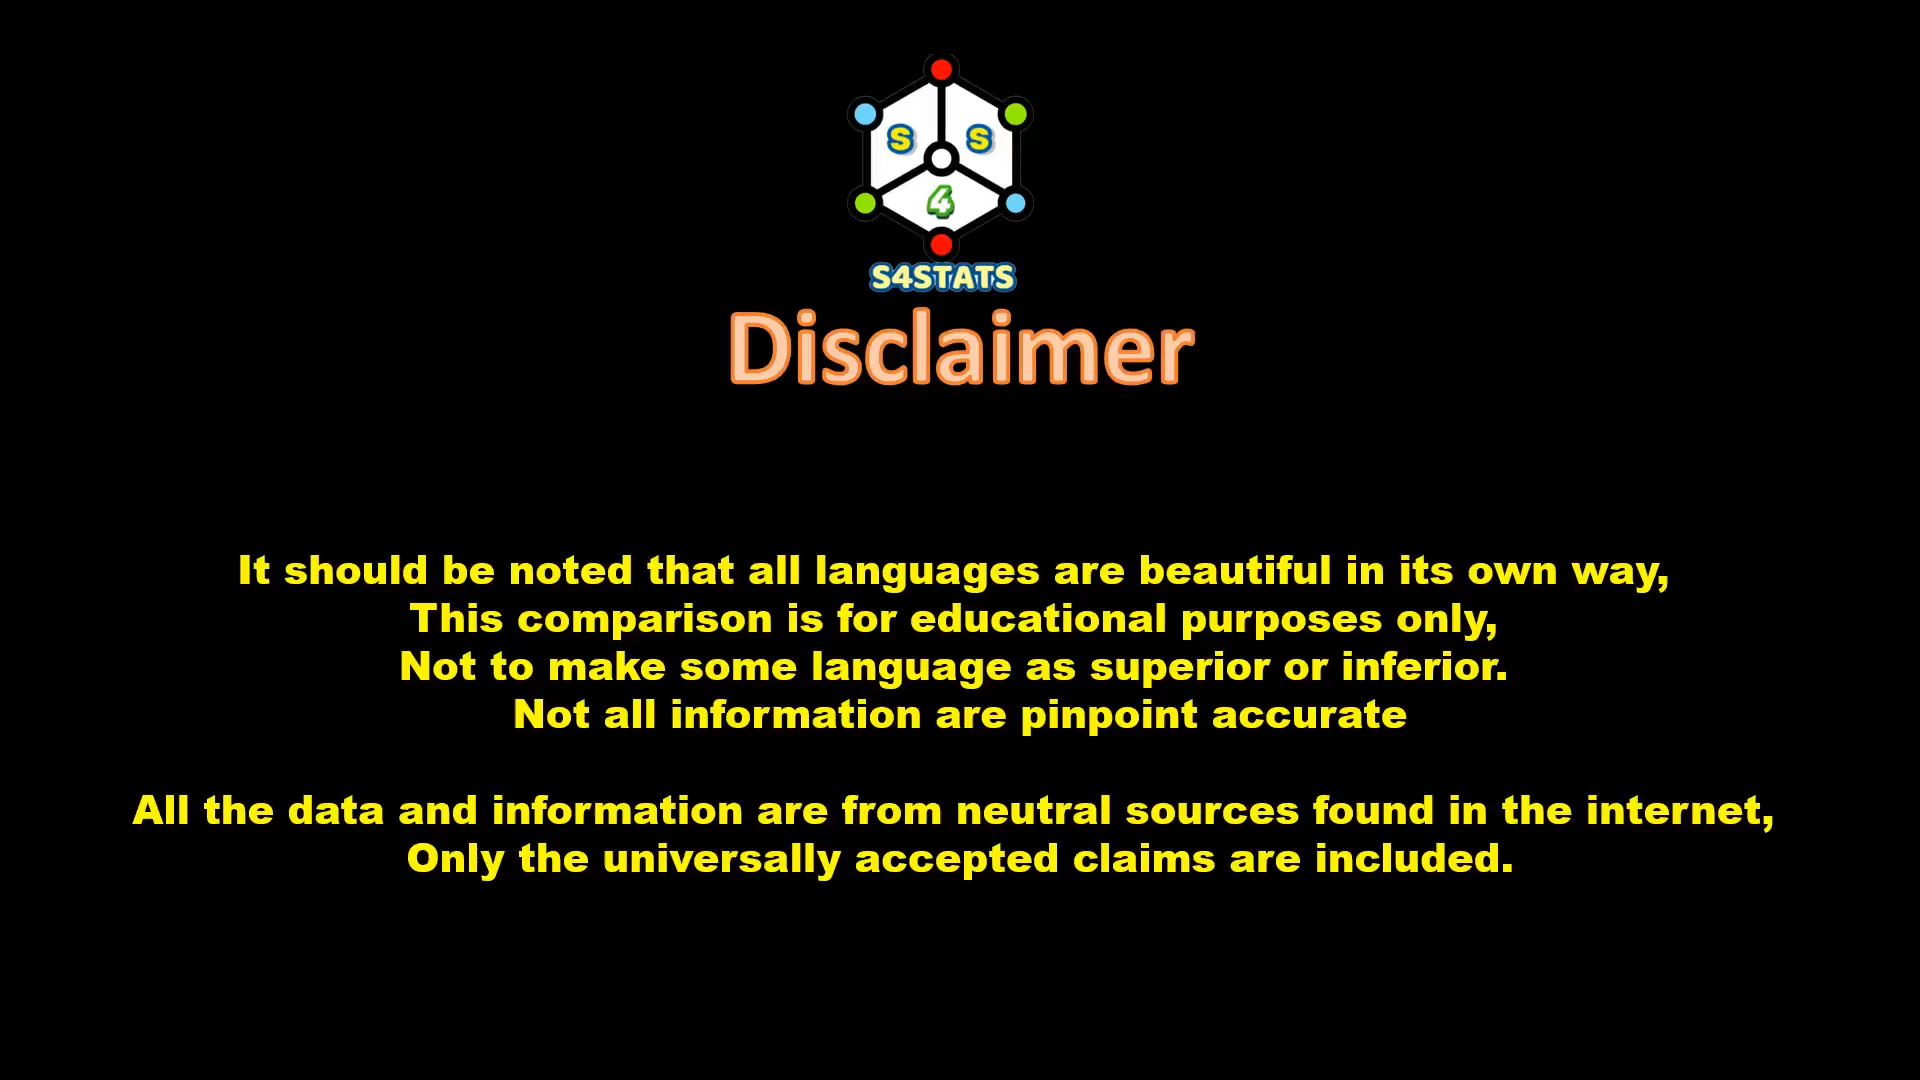 S S
4
S4STATS
Disclaimer
It should be noted that all languages are beautiful in its own way,
This comparison is for educational purposes only,
Not to make some language as superior or inferior.
Not all information are pinpoint accurate
All the data and information are from neutral sources found in the internet,
Only the universally accepted claims are included.